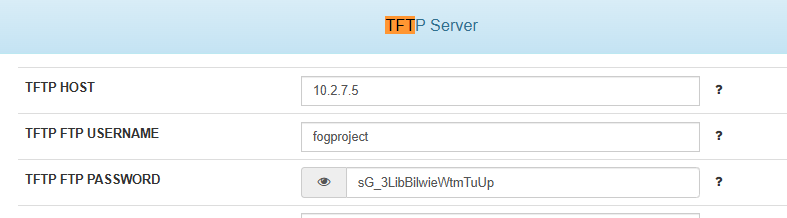 TFTP Server
TFTP HOST
10.2.7.5
?
TFTP FTP USERNAME
fogproject
?
TFTP FTP PASSWORD
sG_3LibBilwieWtmTuUp
?